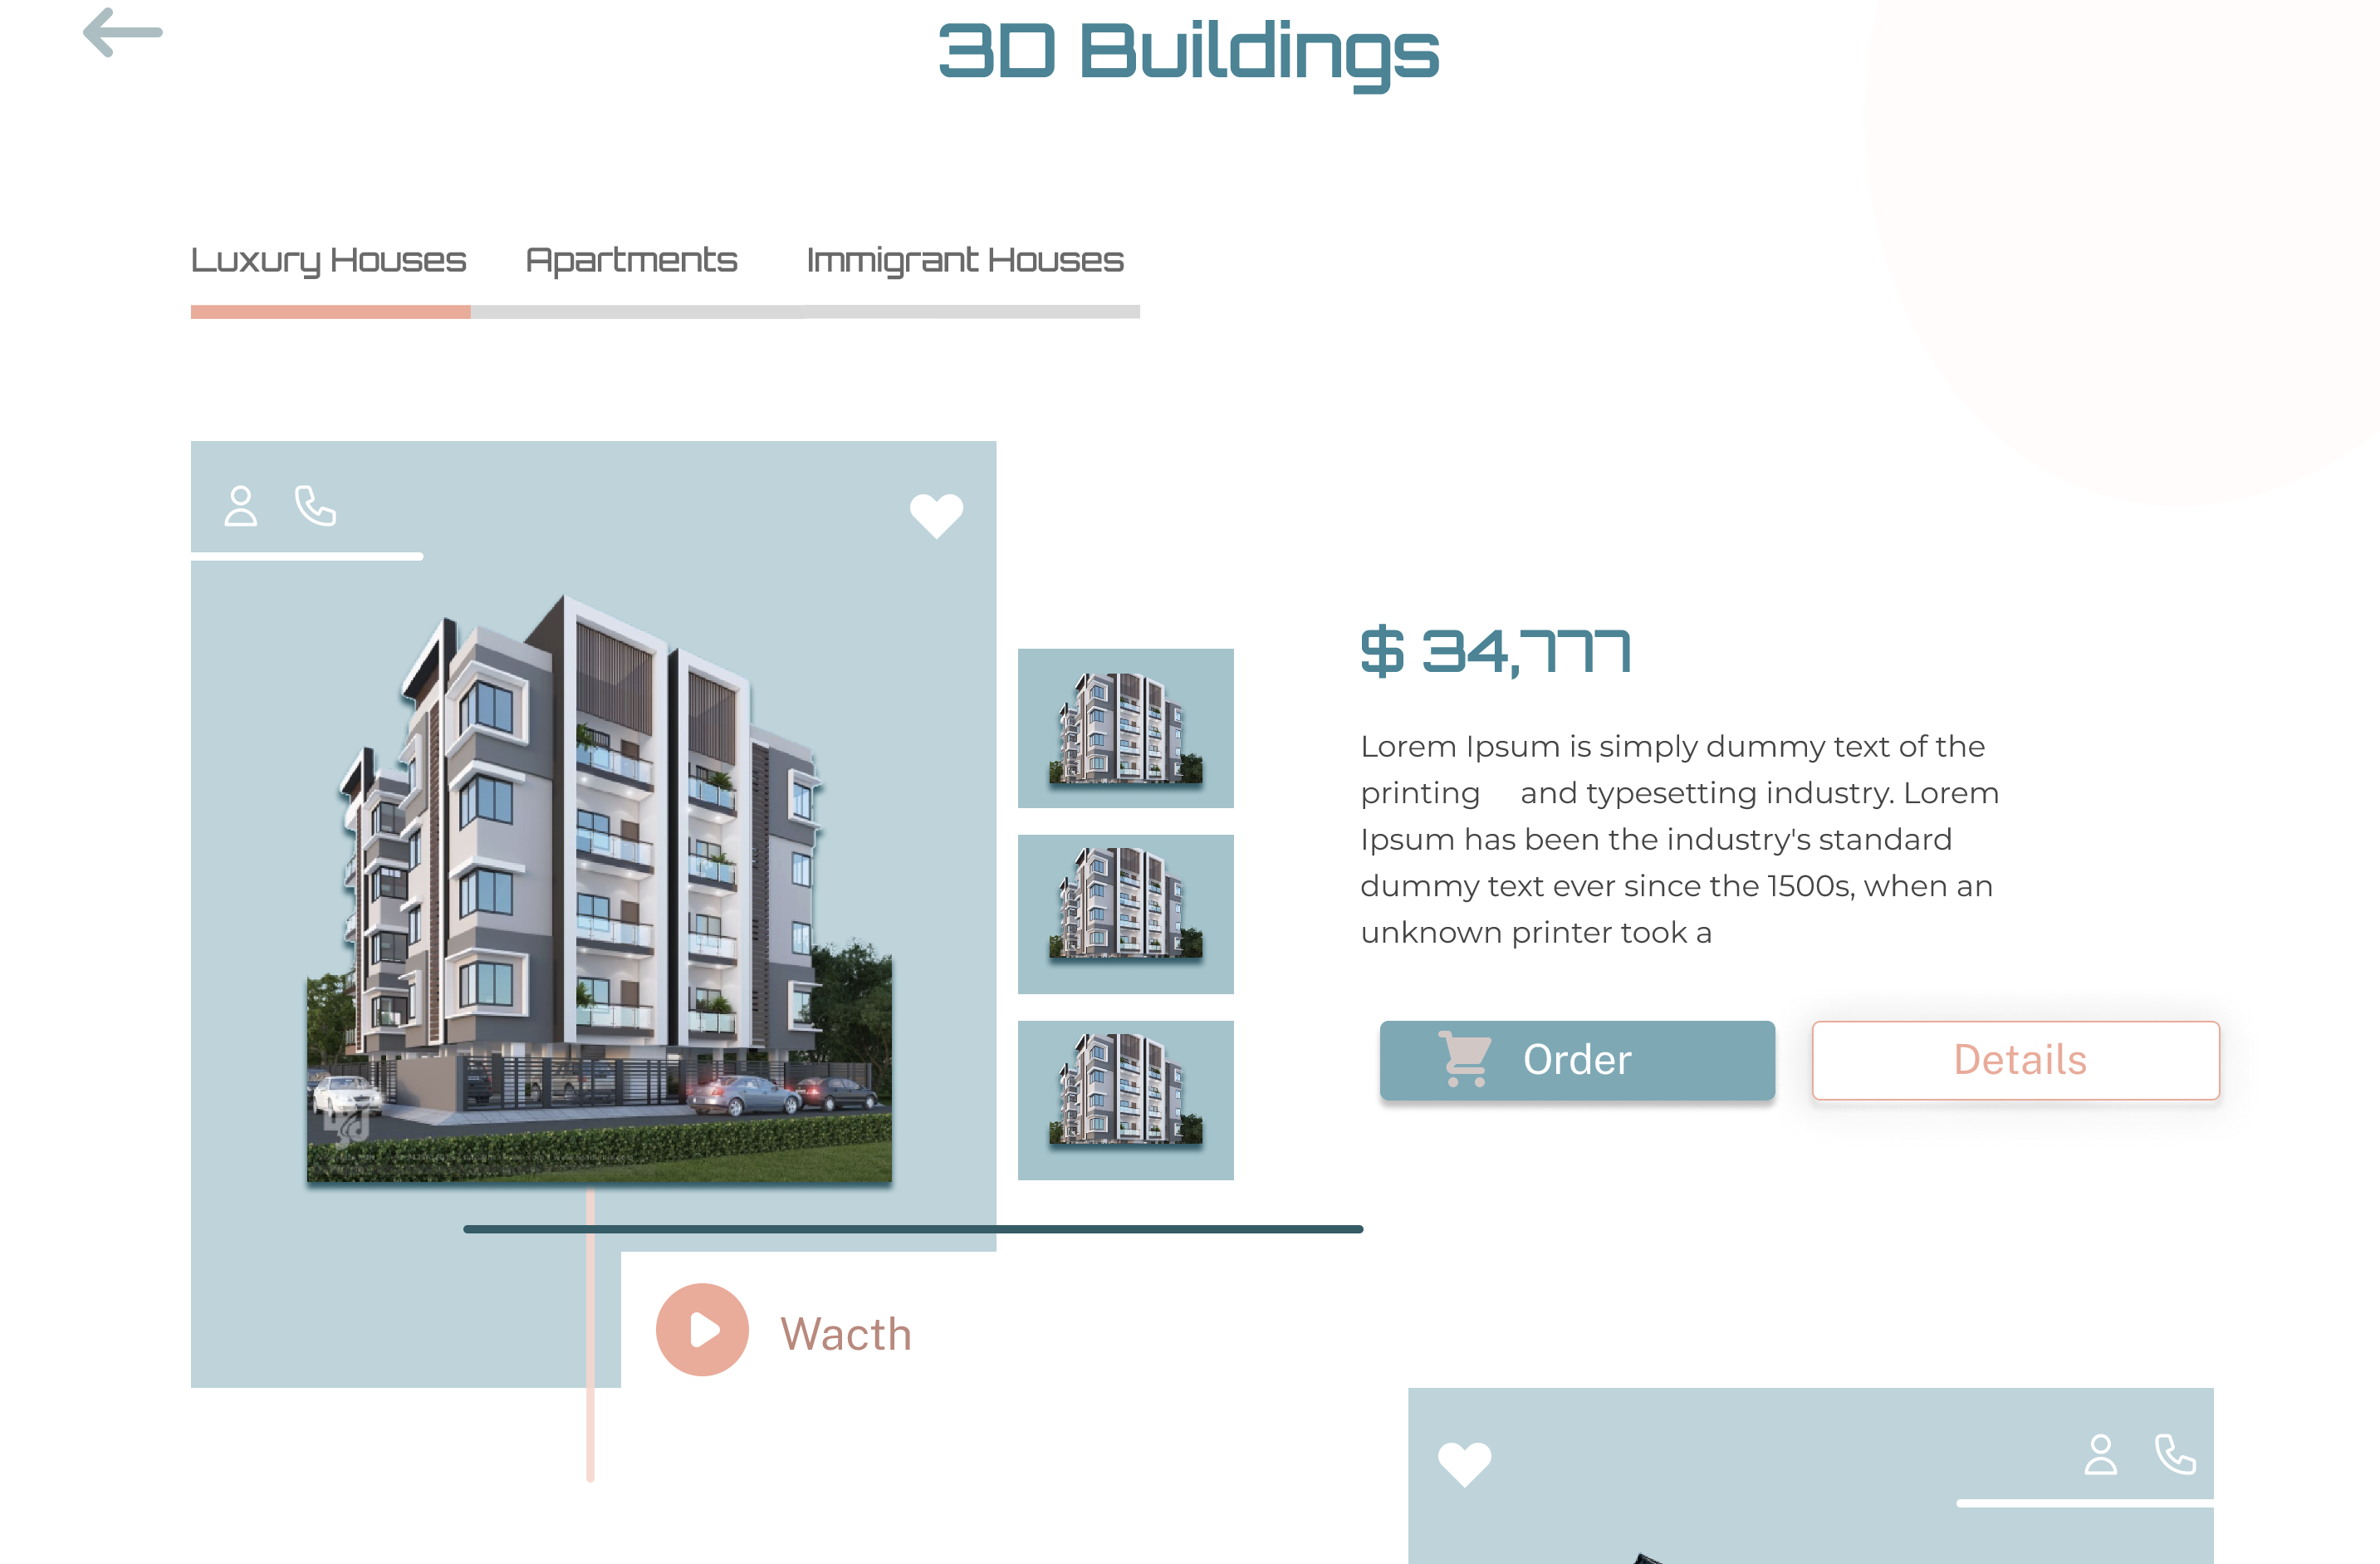 3D Buildings
Luxury Houses Apartments Immigrant Houses
$ 34,777
Lorem Ipsum is simply dummy text of the
printing and typesetting industry. Lorem
Ipsum has been the industry's standard
dummy text ever since the 1500s, when an
unknown printer took a
Order
Details
Wacth